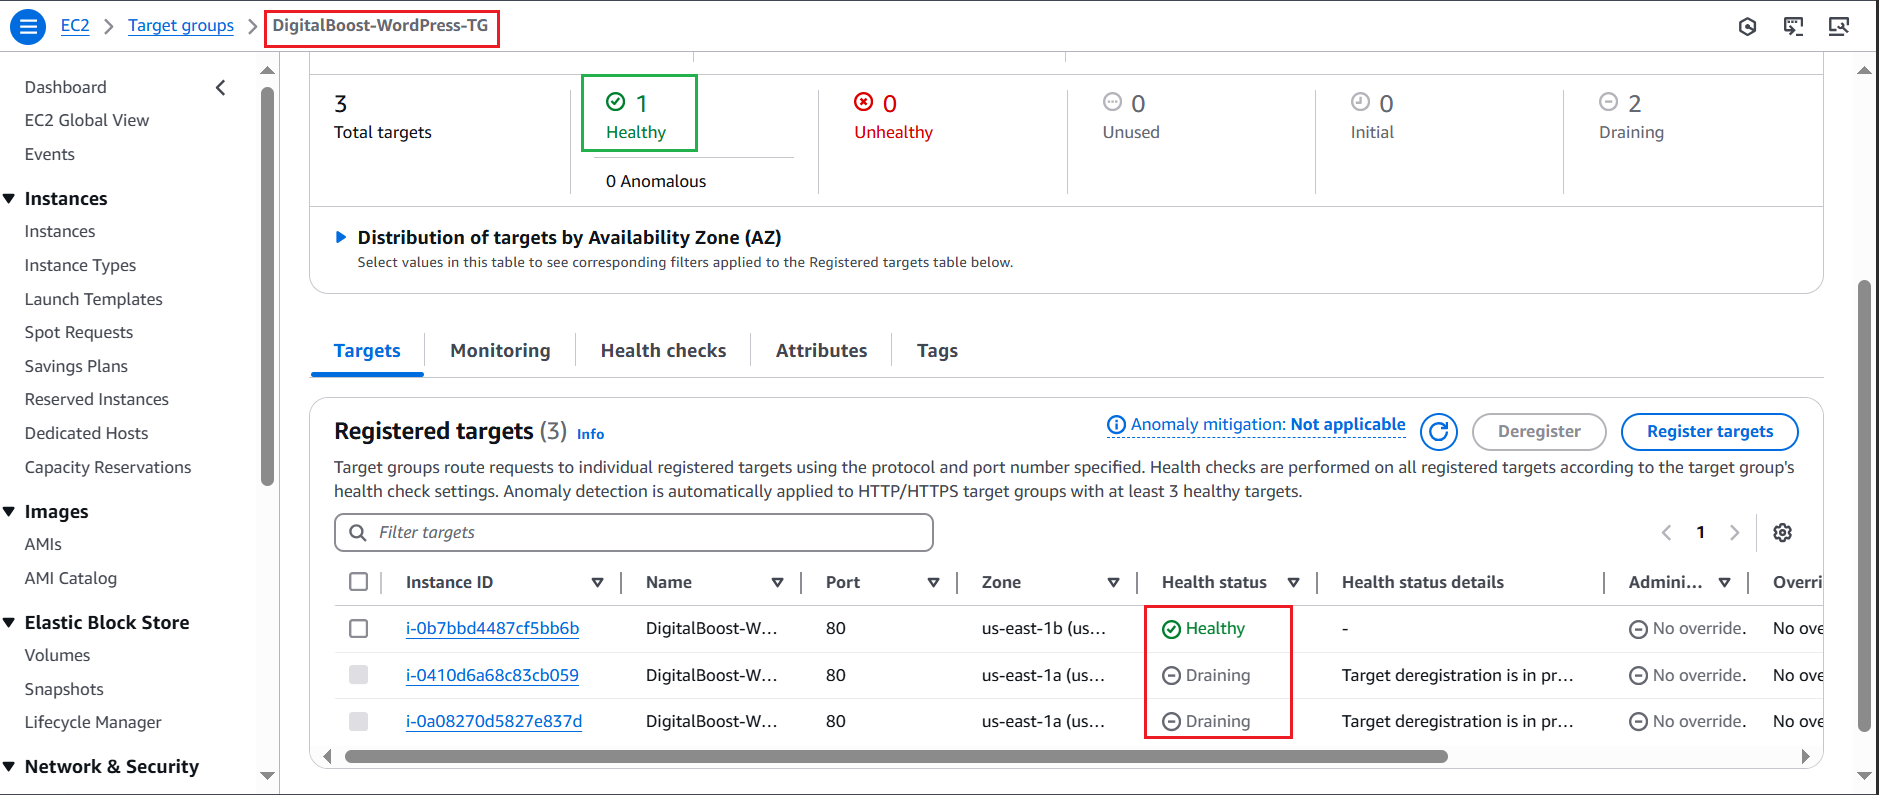 EC2 > Target groups > DigitalBoost-WordPress-TG
Dashboard
EC2 Global View
Events
Instances
Instances
Instance Types
Launch Templates
Spot Requests
Savings Plans
Reserved Instances
Dedicated Hosts
Capacity Reservations
Images
AMIs
AMI Catalog
Elastic Block Store
Volumes
Snapshots
Lifecycle Manager
Network & Security
3
Total targets
1
Healthy
0 Anomalous
0
Unhealthy
0
Unused
0
Initial
2
Draining
Distribution of targets by Availability Zone (AZ)
Select values in this table to see corresponding filters applied to the Registered targets table below.
Targets Monitoring Health checks Attributes Tags
Registered targets (3) Info
Anomaly mitigation: Not applicable
Deregister
Register targets
Target groups route requests to individual registered targets using the protocol and port number specified. Health checks are performed on all registered targets according to the target group's
health check settings. Anomaly detection is automatically applied to HTTP/HTTPS target groups with at least 3 healthy targets.
Filter targets
1
Instance ID Name Port Zone Health status Health status details Admini... Overri
i-0b7bbd4487cf5bb6b DigitalBoost-W... 80 us-east-1b (us... Healthy - No override. No ove
i-0410d6a68c83cb059 DigitalBoost-W... 80 us-east-1a (us... Draining Target deregistration is in pr... No override. No ove
i-0a08270d5827e837d DigitalBoost-W... 80 us-east-1a (us... Draining Target deregistration is in pr... No override. No ove